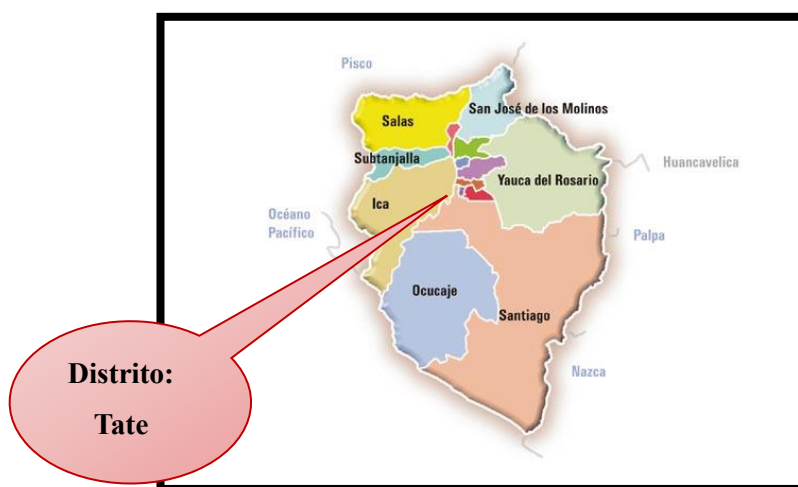 Pisco
San José de los Molinos
Salas
Subtanjalla
Huancavelica
Yauca del Rosario
Ica
Océano
Pacífico
Palpa
Ocucaje
Santiago
Distrito:
Tate
Nazca